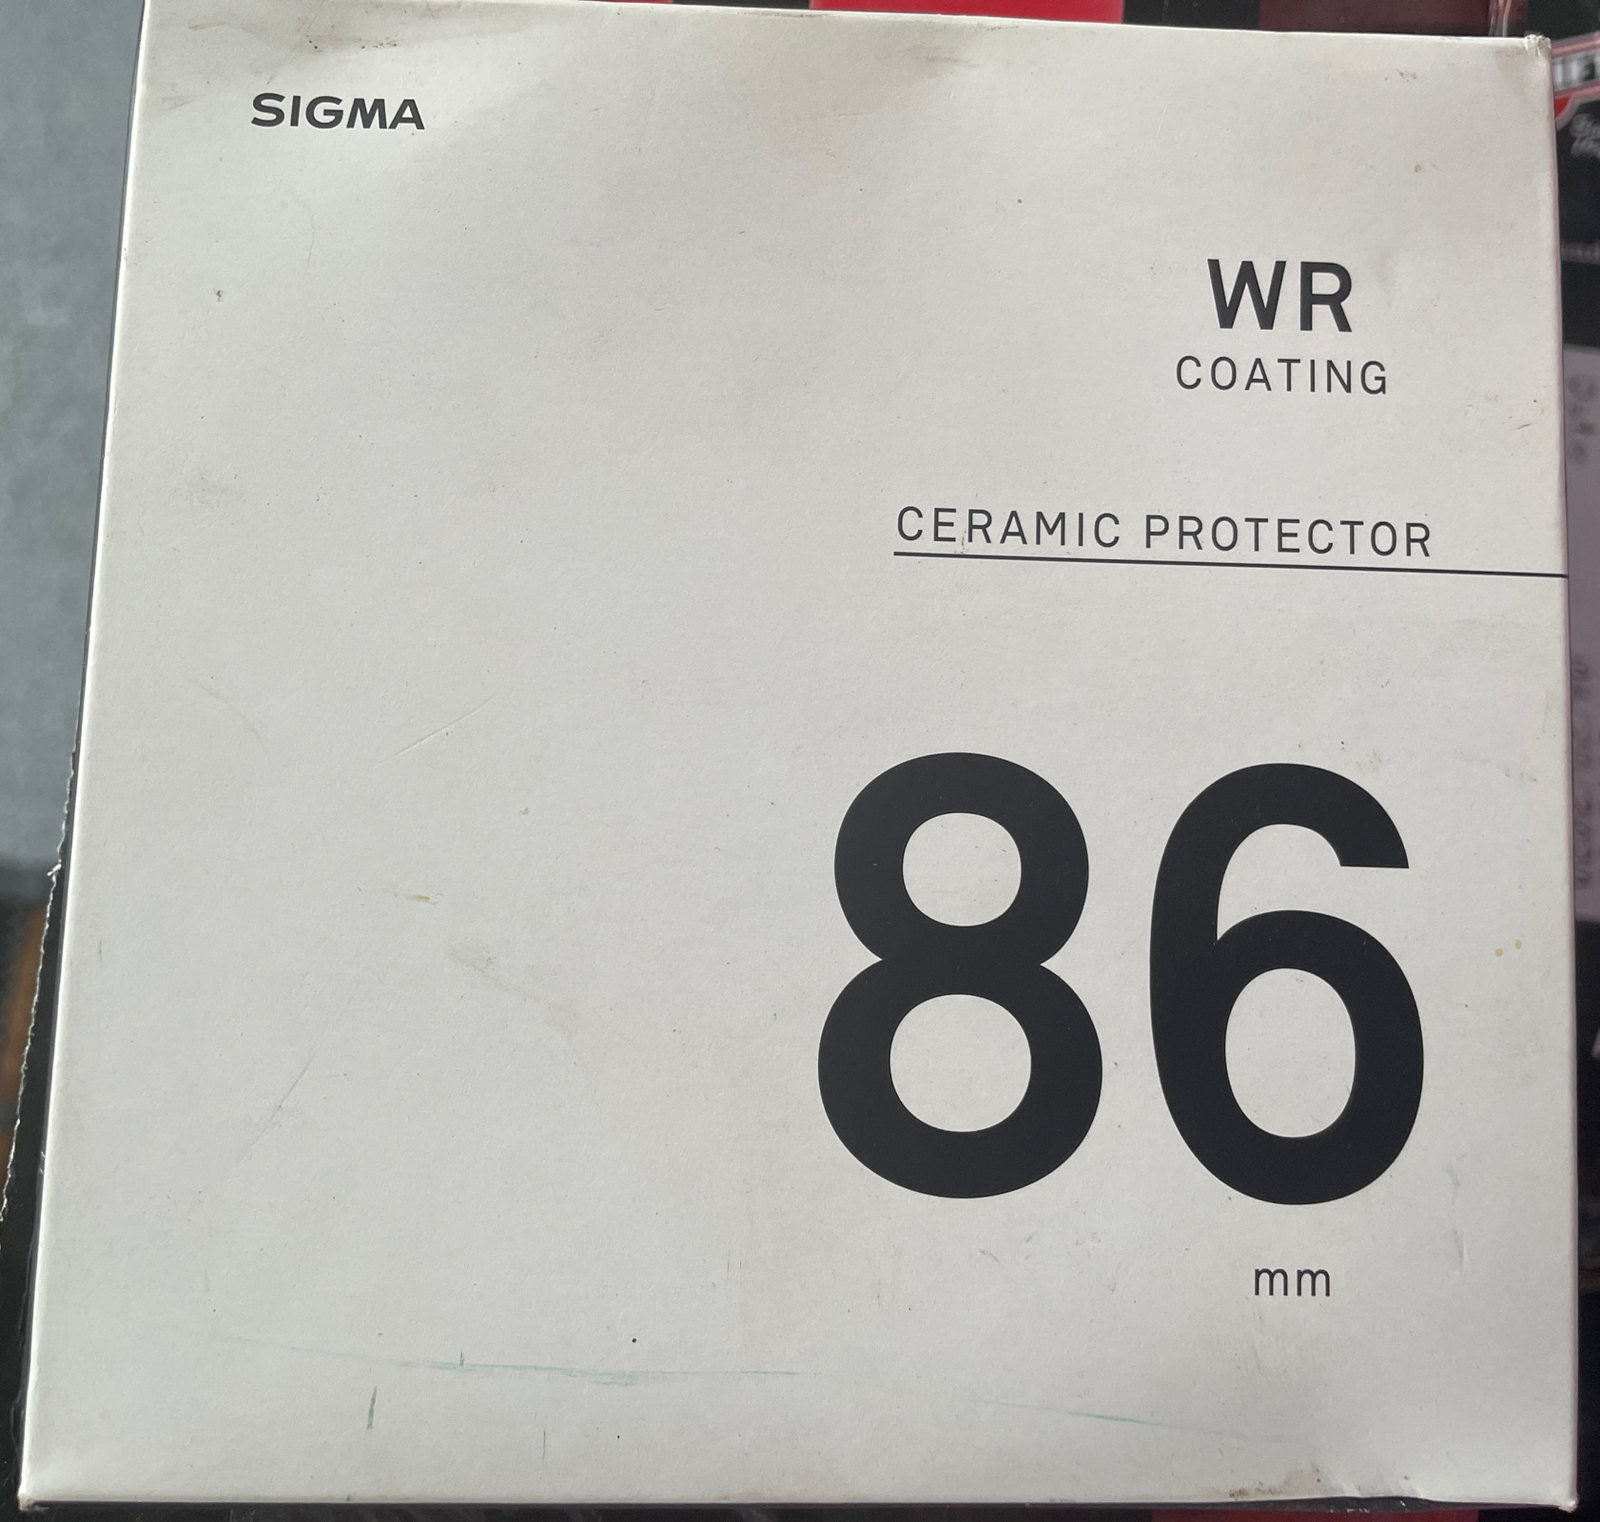 SIGMA
WR
COATING
CERAMIC PROTECTOR
86
mm